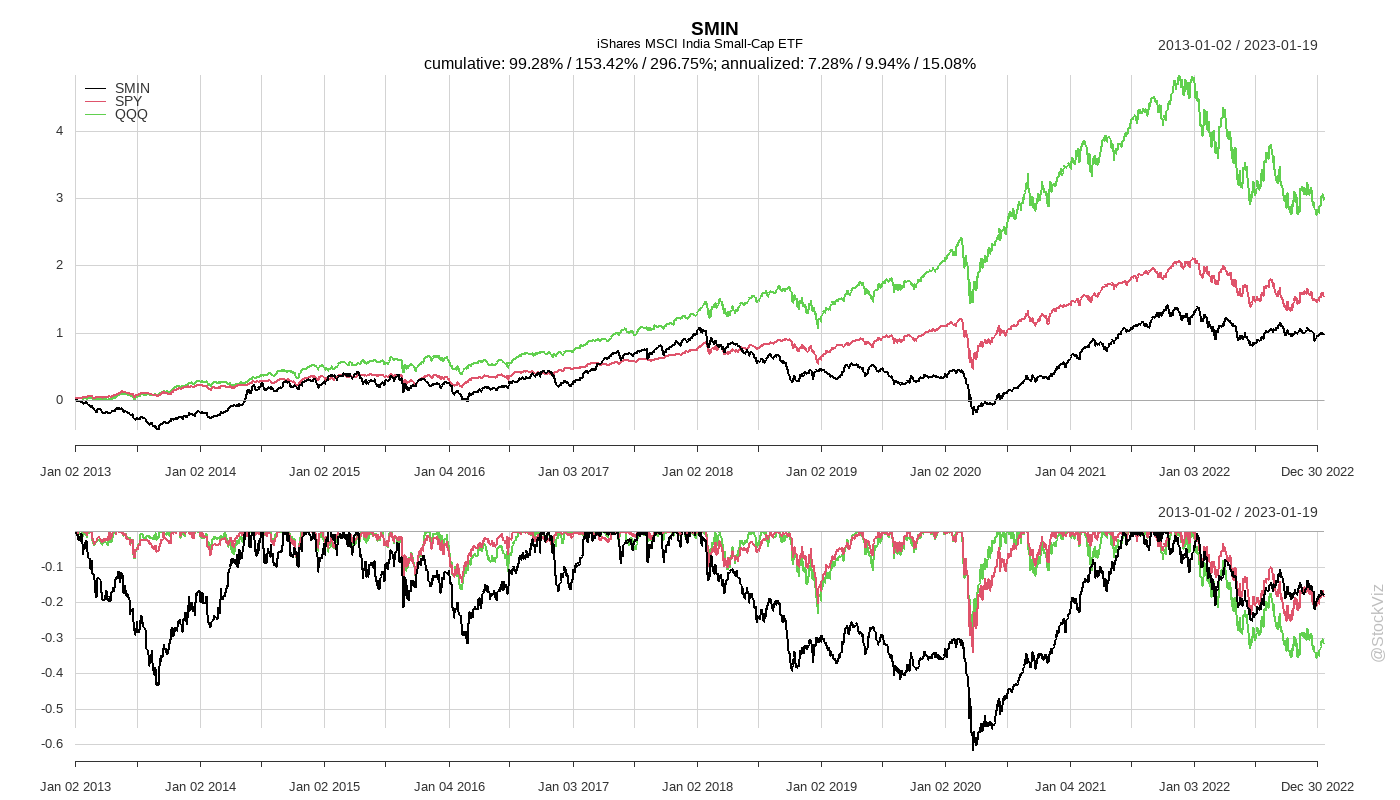 SMIN
iShares MSCI India Small-Cap ETF
2013-01-02 / 2023-01-19
cumulative: 99.28% / 153.42% / 296.75%; annualized: 7.28% / 9.94% / 15.08%
SMIN
SPY
QQQ
4
3
2
1
0
Jan 02 2013 Jan 02 2014 Jan 02 2015 Jan 04 2016 Jan 03 2017 Jan 02 2018 Jan 02 2019 Jan 02 2020 Jan 04 2021 Jan 03 2022 Dec 30 2022
2013-01-02 / 2023-01-19
-0.1
-0.2
-0.3
-0.4
-0.5
-0.6
Jan 02 2013 Jan 02 2014 Jan 02 2015 Jan 04 2016 Jan 03 2017 Jan 02 2018 Jan 02 2019 Jan 02 2020 Jan 04 2021 Jan 03 2022 Dec 30 2022
@StockViz